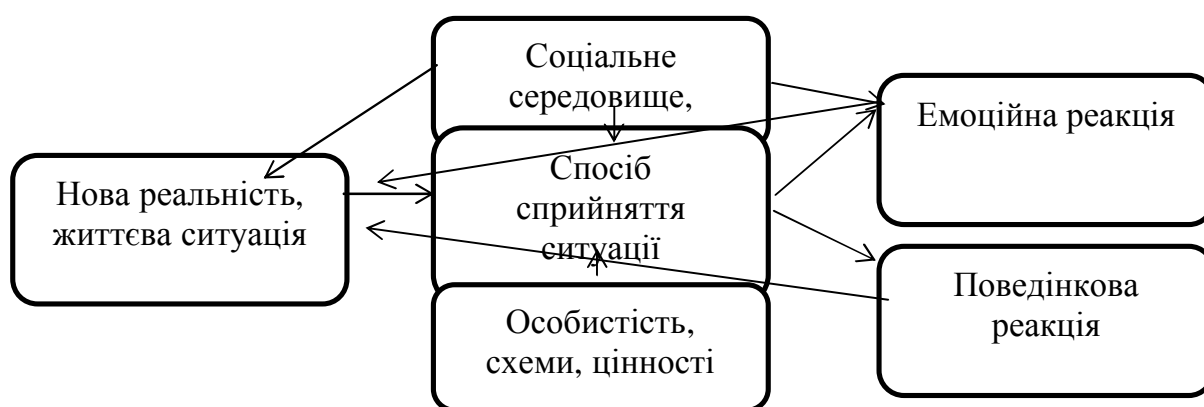 Соціальне
середовище,
Емоційна реакція
Нова реальність,
життєва ситуація
Спосіб
сприйняття
ситуації
Поведінкова
реакція
Особистість,
схеми, цінності